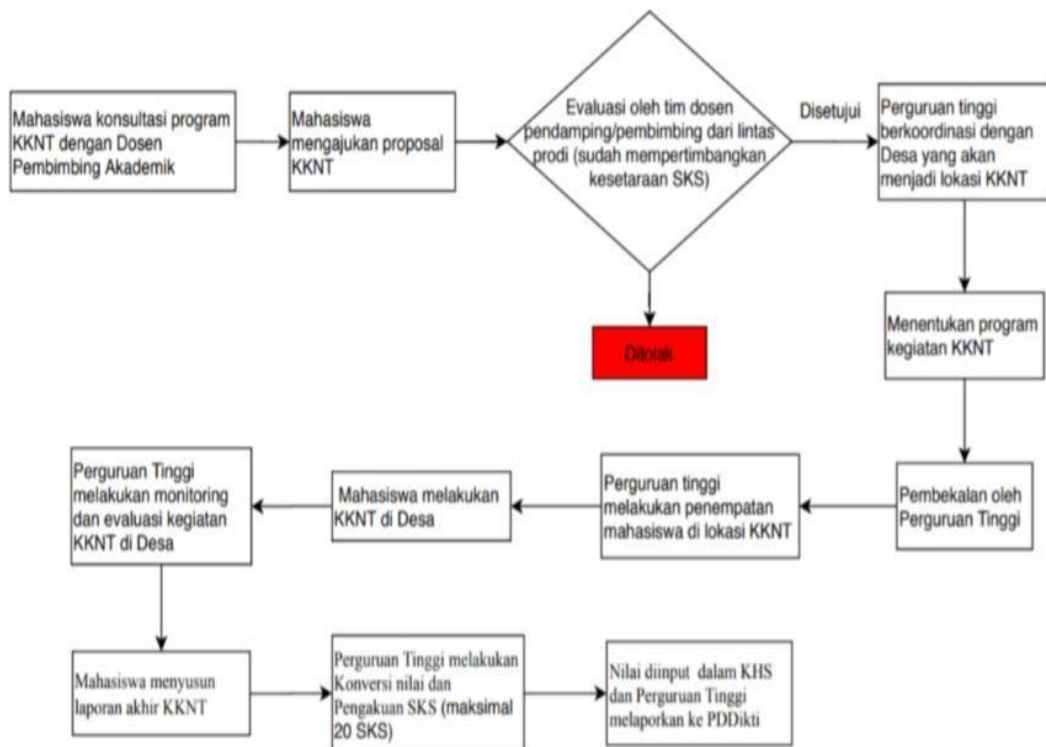 Mahasiswa konsultasi program
KKNT dengan Dosen
Pembimbing Akademik
Mahasiswa
mengajukan proposal
KKNT
Evaluasi oleh tim dosen
pendamping/pembimbing dari lintas
prodi (sudah mempertimbangkan
kesetaraan SKS)
Disetujui
Perguruan tinggi
berkoordinasi dengan
Desa yang akan
menjadi lokasi KKNT
Ditolak
Menentukan program
kegiatan KKNT
Pembekalan oleh
Perguruan Tinggi
Perguruan tinggi
melakukan penempatan
mahasiswa di lokasi KKNT
Mahasiswa melakukan
KKNT di Desa
Perguruan Tinggi
melakukan monitoring
dan evaluasi kegiatan
KKNT di Desa
Mahasiswa menyusun
laporan akhir KKNT
Perguruan Tinggi melakukan
Konversi nilai dan
Pengakuan SKS (maksimal
20 SKS)
Nilai diinput dalam KHS
dan Perguruan Tinggi
melaporkan ke PDDikti